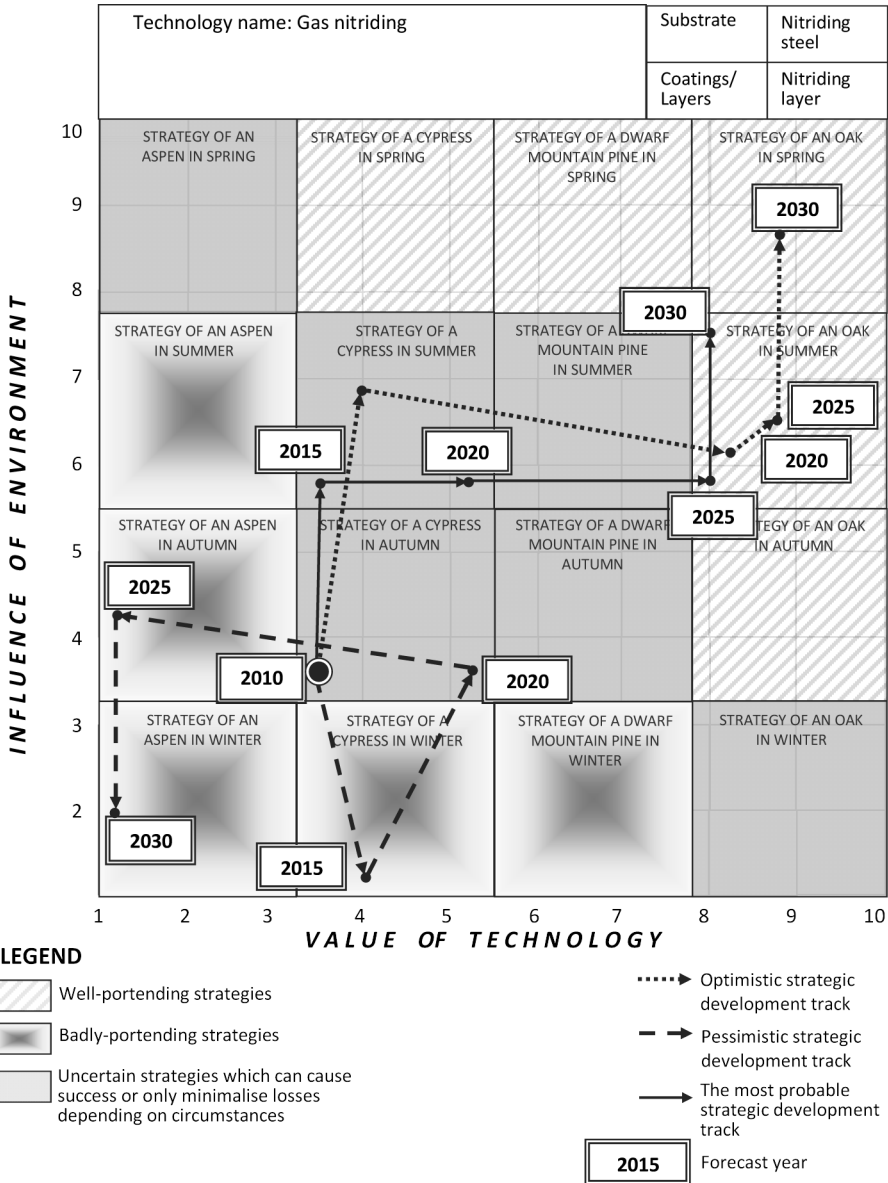 Technology name: Gas nitriding
Substrate
Nitriding
steel
Coatings/
Layers
Nitriding
layer
10
STRATEGY OF AN
ASPEN IN SPRING
STRATEGY OF A CYPRESS
IN SPRING
STRATEGY OF A DWARF
MOUNTAIN PINE IN
SPRING
STRATEGY OF AN OAK
IN SPRING
9
2030
8
2030
STRATEGY OF AN ASPEN
IN SUMMER
STRATEGY OF A
CYPRESS IN SUMMER
STRATEGY OF A
MOUNTAIN PINE
IN SUMMER
STRATEGY OF AN OAK
IN SUMMER
7
2025
2015
2020
2020
6
2025
STRATEGY OF AN ASPEN
IN AUTUMN
STRATEGY OF A CYPRESS
IN AUTUMN
STRATEGY OF A DWARF
MOUNTAIN PINE IN
AUTUMN
TEGY OF AN OAK
IN AUTUMN
5
2025
4
2010
2020
3
STRATEGY OF AN
ASPEN IN WINTER
STRATEGY OF A
CYPRESS IN WINTER
STRATEGY OF A DWARF
MOUNTAIN PINE IN
WINTER
STRATEGY OF AN OAK
IN WINTER
2
2030
2015
INFLUENCE OF ENVIRONMENT
1 2 3 4 5 6 7 8 9 10
VALUE OF TECHNOLOGY
LEGEND
Well-portending strategies
Badly-portending strategies
Uncertain strategies which can cause
success or only minimalise losses
depending on circumstances
Optimistic strategic
development track
Pessimistic strategic
development track
The most probable
strategic development
track
2015
Forecast year